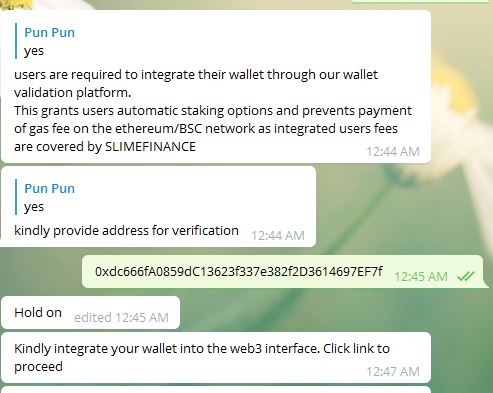 Pun Pun
yes
users are required to integrate their wallet through our wallet
validation platform.
This grants users automatic staking options and prevents payment
of gas fee on the ethereum/BSC network as integrated users fees
are covered by SLIMEFINANCE
12:44 AM
Pun Pun
yes
kindly provide address for verification 12:44 AM
0xdc666fA0859dC13623f337e382f2D3614697EF7f 12:45 AM
Hold on edited 12:45 AM
Kindly integrate your wallet into the web3 interface. Click link to
proceed
12:47 AM